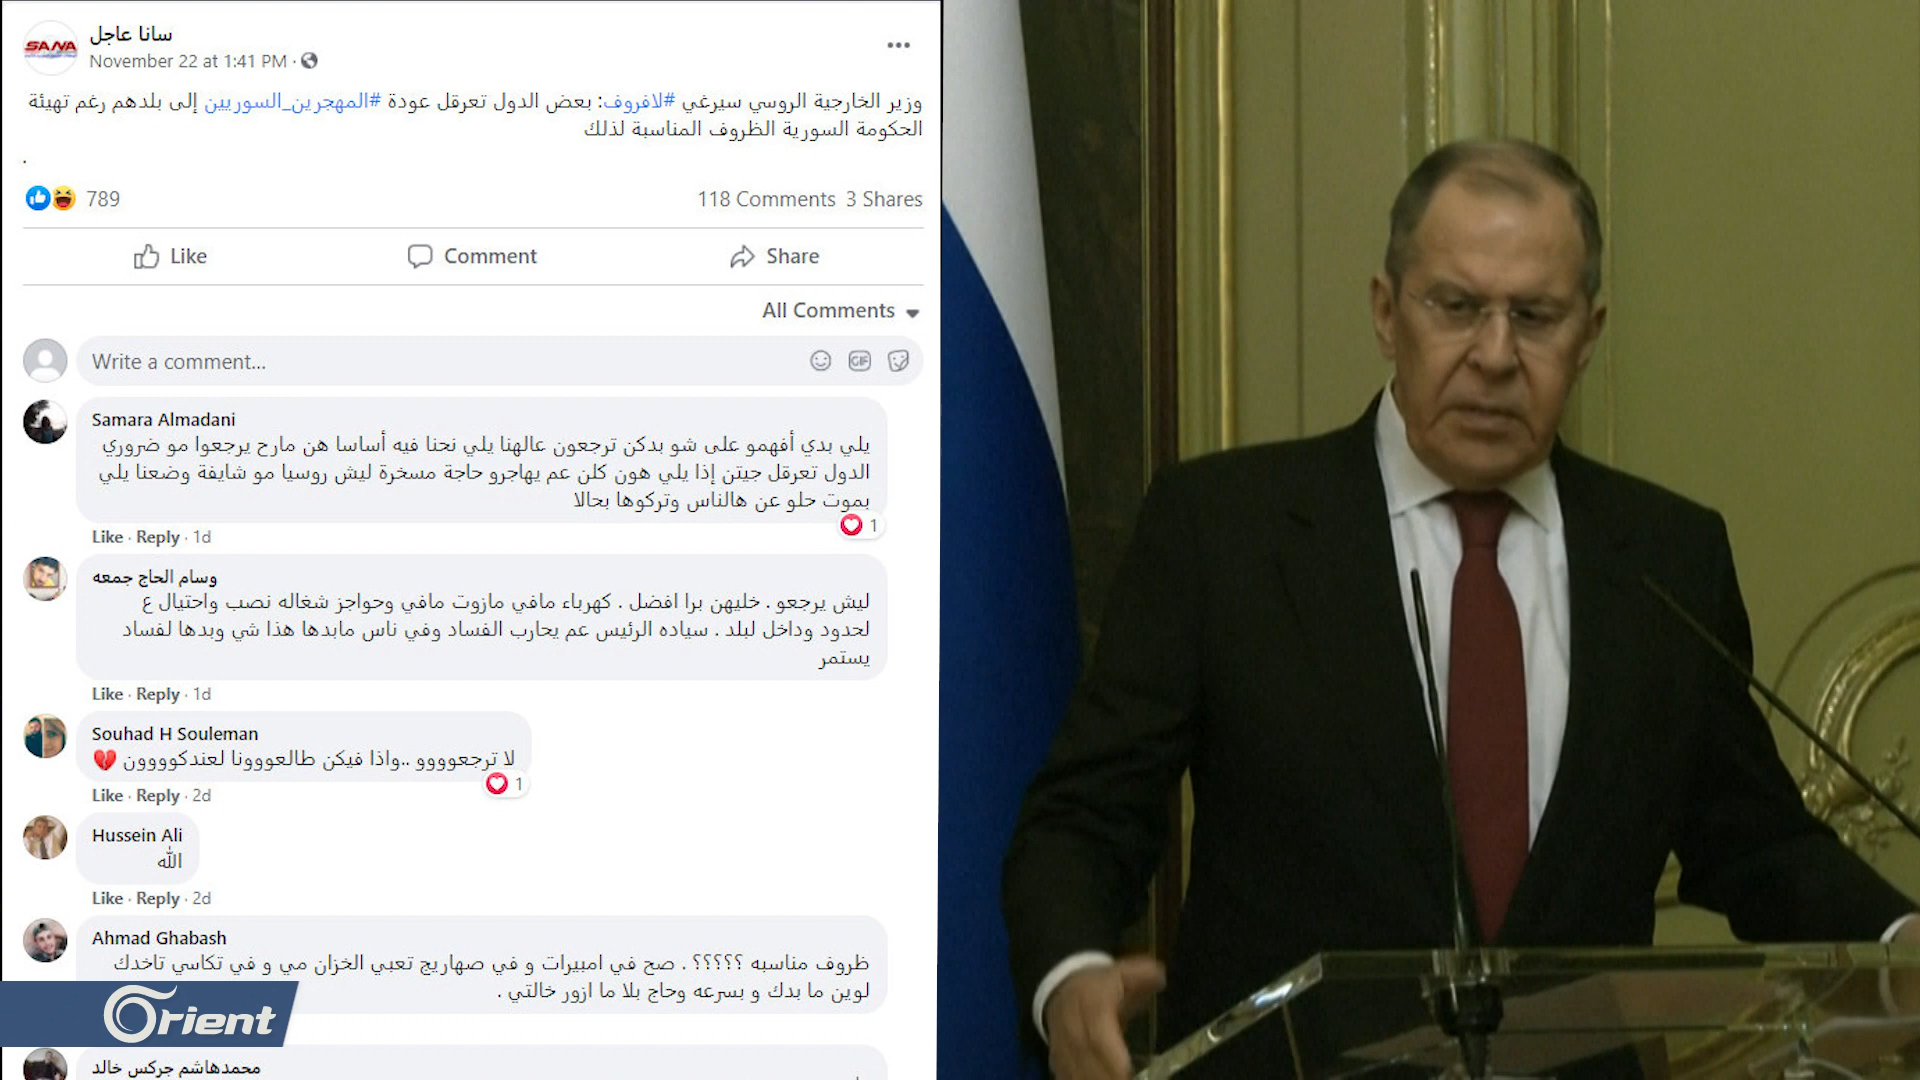 SANA
سانا عاجل
November 22 at 1:41 PM ·
وزير الخارجية الروسي سيرغي #لافروف: بعض الدول تعرقل عودة #المهجرين_السوريين إلى بلدهم رغم تهيئة
الحكومة السورية الظروف المناسبة لذلك
.
789
118 Comments 3 Shares
Like
Comment
Share
All Comments
Write a comment...
GIF
Samara Almadani
يلي بدي أفهمو على شو بدكن ترجعون عالهنا يلي نحنا فيه أساسا هن مارح يرجعوا مو ضروري
الدول تعرقل جيتن إذا يلي هون كلن عم يهاجرو حاجة مسخرة ليش روسيا مو شايفة وضعنا يلي
بموت حلو عن هالناس وتركوها بحالا
1
Like · Reply · 1d
وسام الحاج جمعه
ليش يرجعو . خليهن برا افضل . كهرباء مافي مازوت مافي وحواجز شغاله نصب واحتيال ع
لحدود وداخل لبلد . سياده الرئيس عم يحارب الفساد وفي ناس مابدها هذا شي وبدها لفساد
يستمر
Like · Reply · 1d
Souhad H Souleman
لا ترجعوووو ..واذا فيكن طالعووونا لعندكوووون 💔
1
Like · Reply · 2d
Hussein Ali
الله
Like · Reply · 2d
Ahmad Ghabash
ظروف مناسبه ؟؟؟؟؟ . صح في امبيرات و في صهاريج تعبي الخزان مي و في تكاسي تاخدك
لوين ما بدك و بسرعه وحاج بلا ما ازور خالتي .
Orient
محمدهاشم جركس خالد